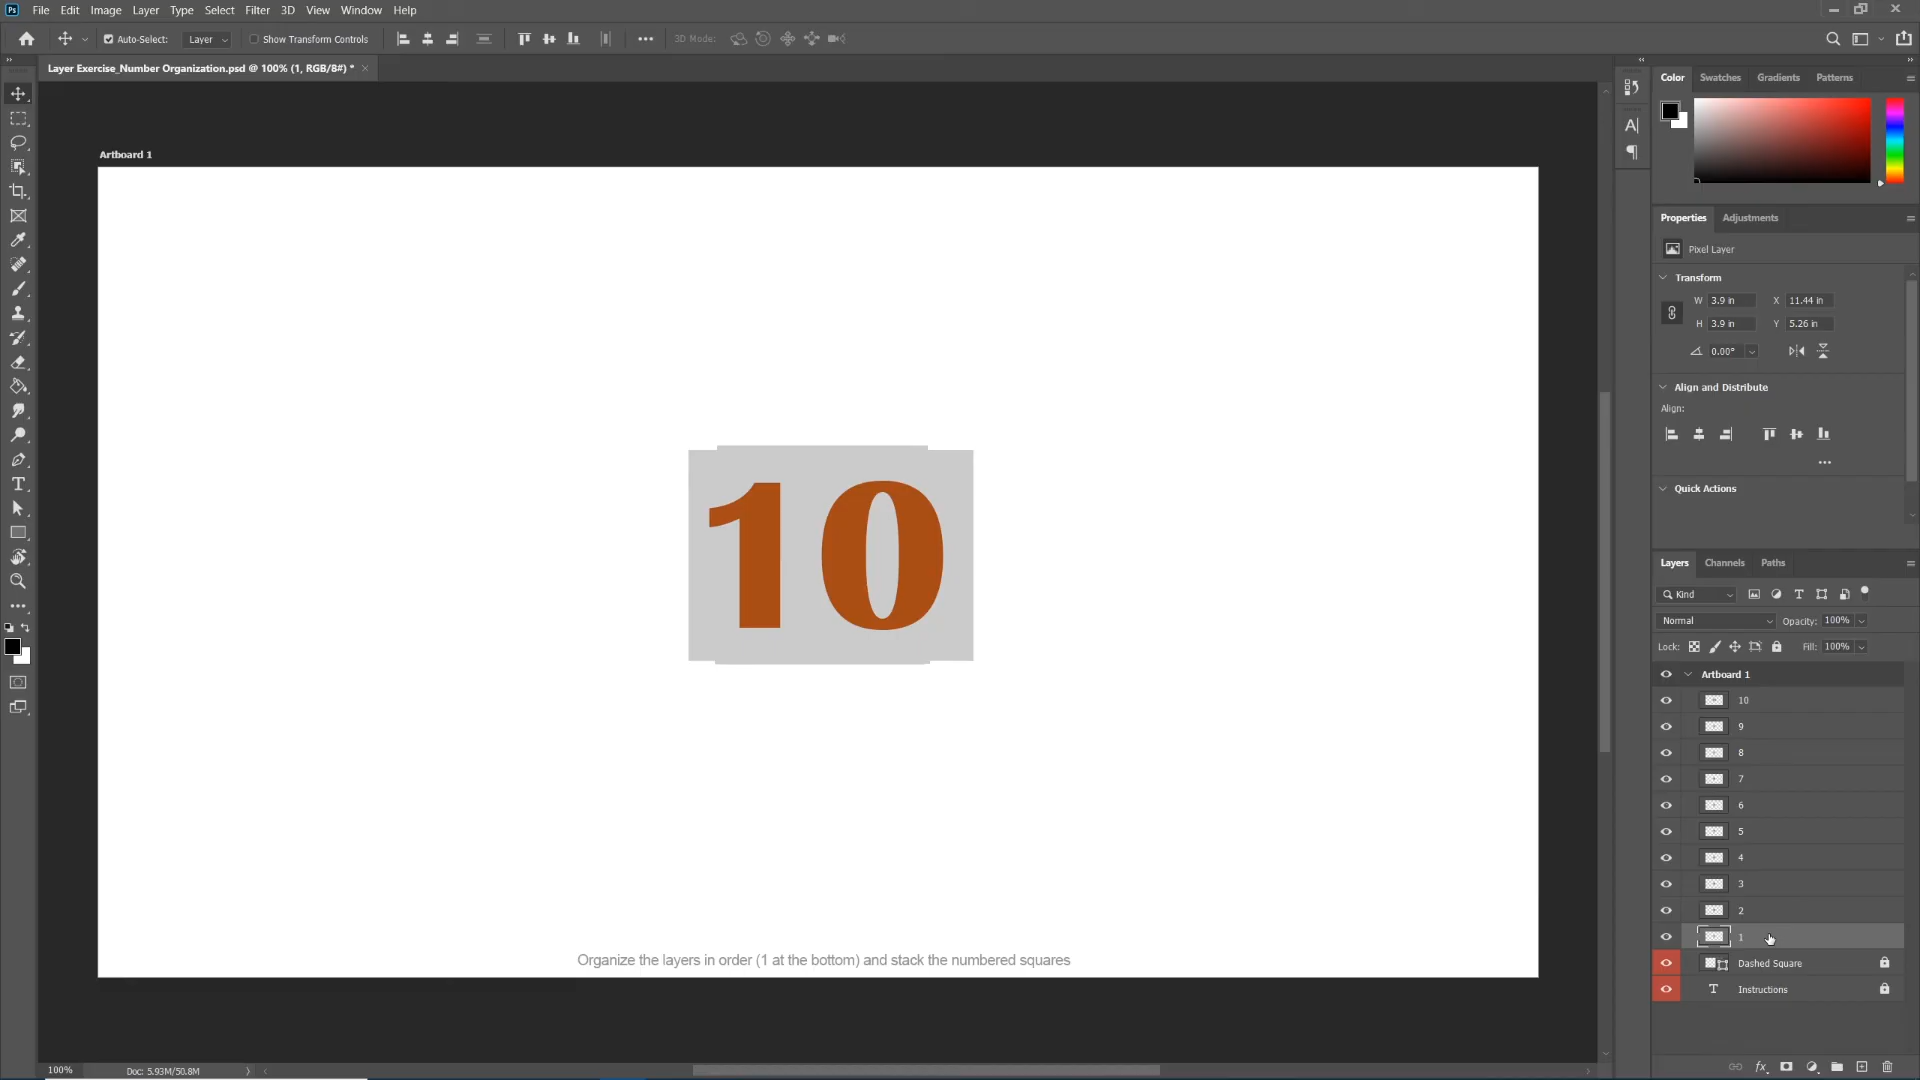 Ps File Edit Image Layer Type Select Filter 3D View Window Help
Auto-Select: Layer Show Transform Controls 3D Mode:
Layer Exercise_Number Organization.psd @ 100% (1, RGB/8#) *
Color Swatches Gradients Patterns
Artboard 1
Properties Adjustments
Pixel Layer
Transform
W 3.9 in X 11.44 in
H 3.9 in Y 5.26 in
0.00°
Align and Distribute
Align:
Quick Actions
10
Layers Channels Paths
Kind
Normal Opacity: 100%
Lock: Fill: 100%
Artboard 1
10
9
8
7
6
5
4
3
2
1
Dashed Square
Instructions
Organize the layers in order (1 at the bottom) and stack the numbered squares
100% Doc: 5.93M/50.8M